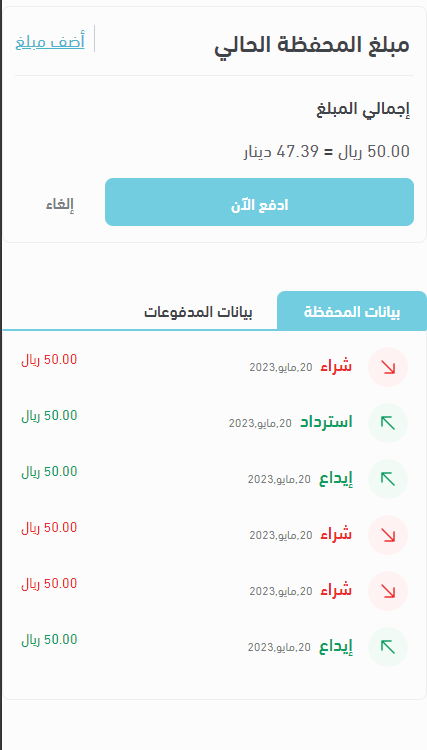 مبلغ المحفظة الحالي
أضف مبلغ
إجمالي المبلغ
50.00 ريال = 47.39 دينار
ادفع الآن
إلغاء
بيانات المحفظة
بيانات المدفوعات
شراء 20,مايو,2023 50.00 ريال
استرداد 20,مايو,2023 50.00 ريال
إيداع 20,مايو,2023 50.00 ريال
شراء 20,مايو,2023 50.00 ريال
شراء 20,مايو,2023 50.00 ريال
إيداع 20,مايو,2023 50.00 ريال